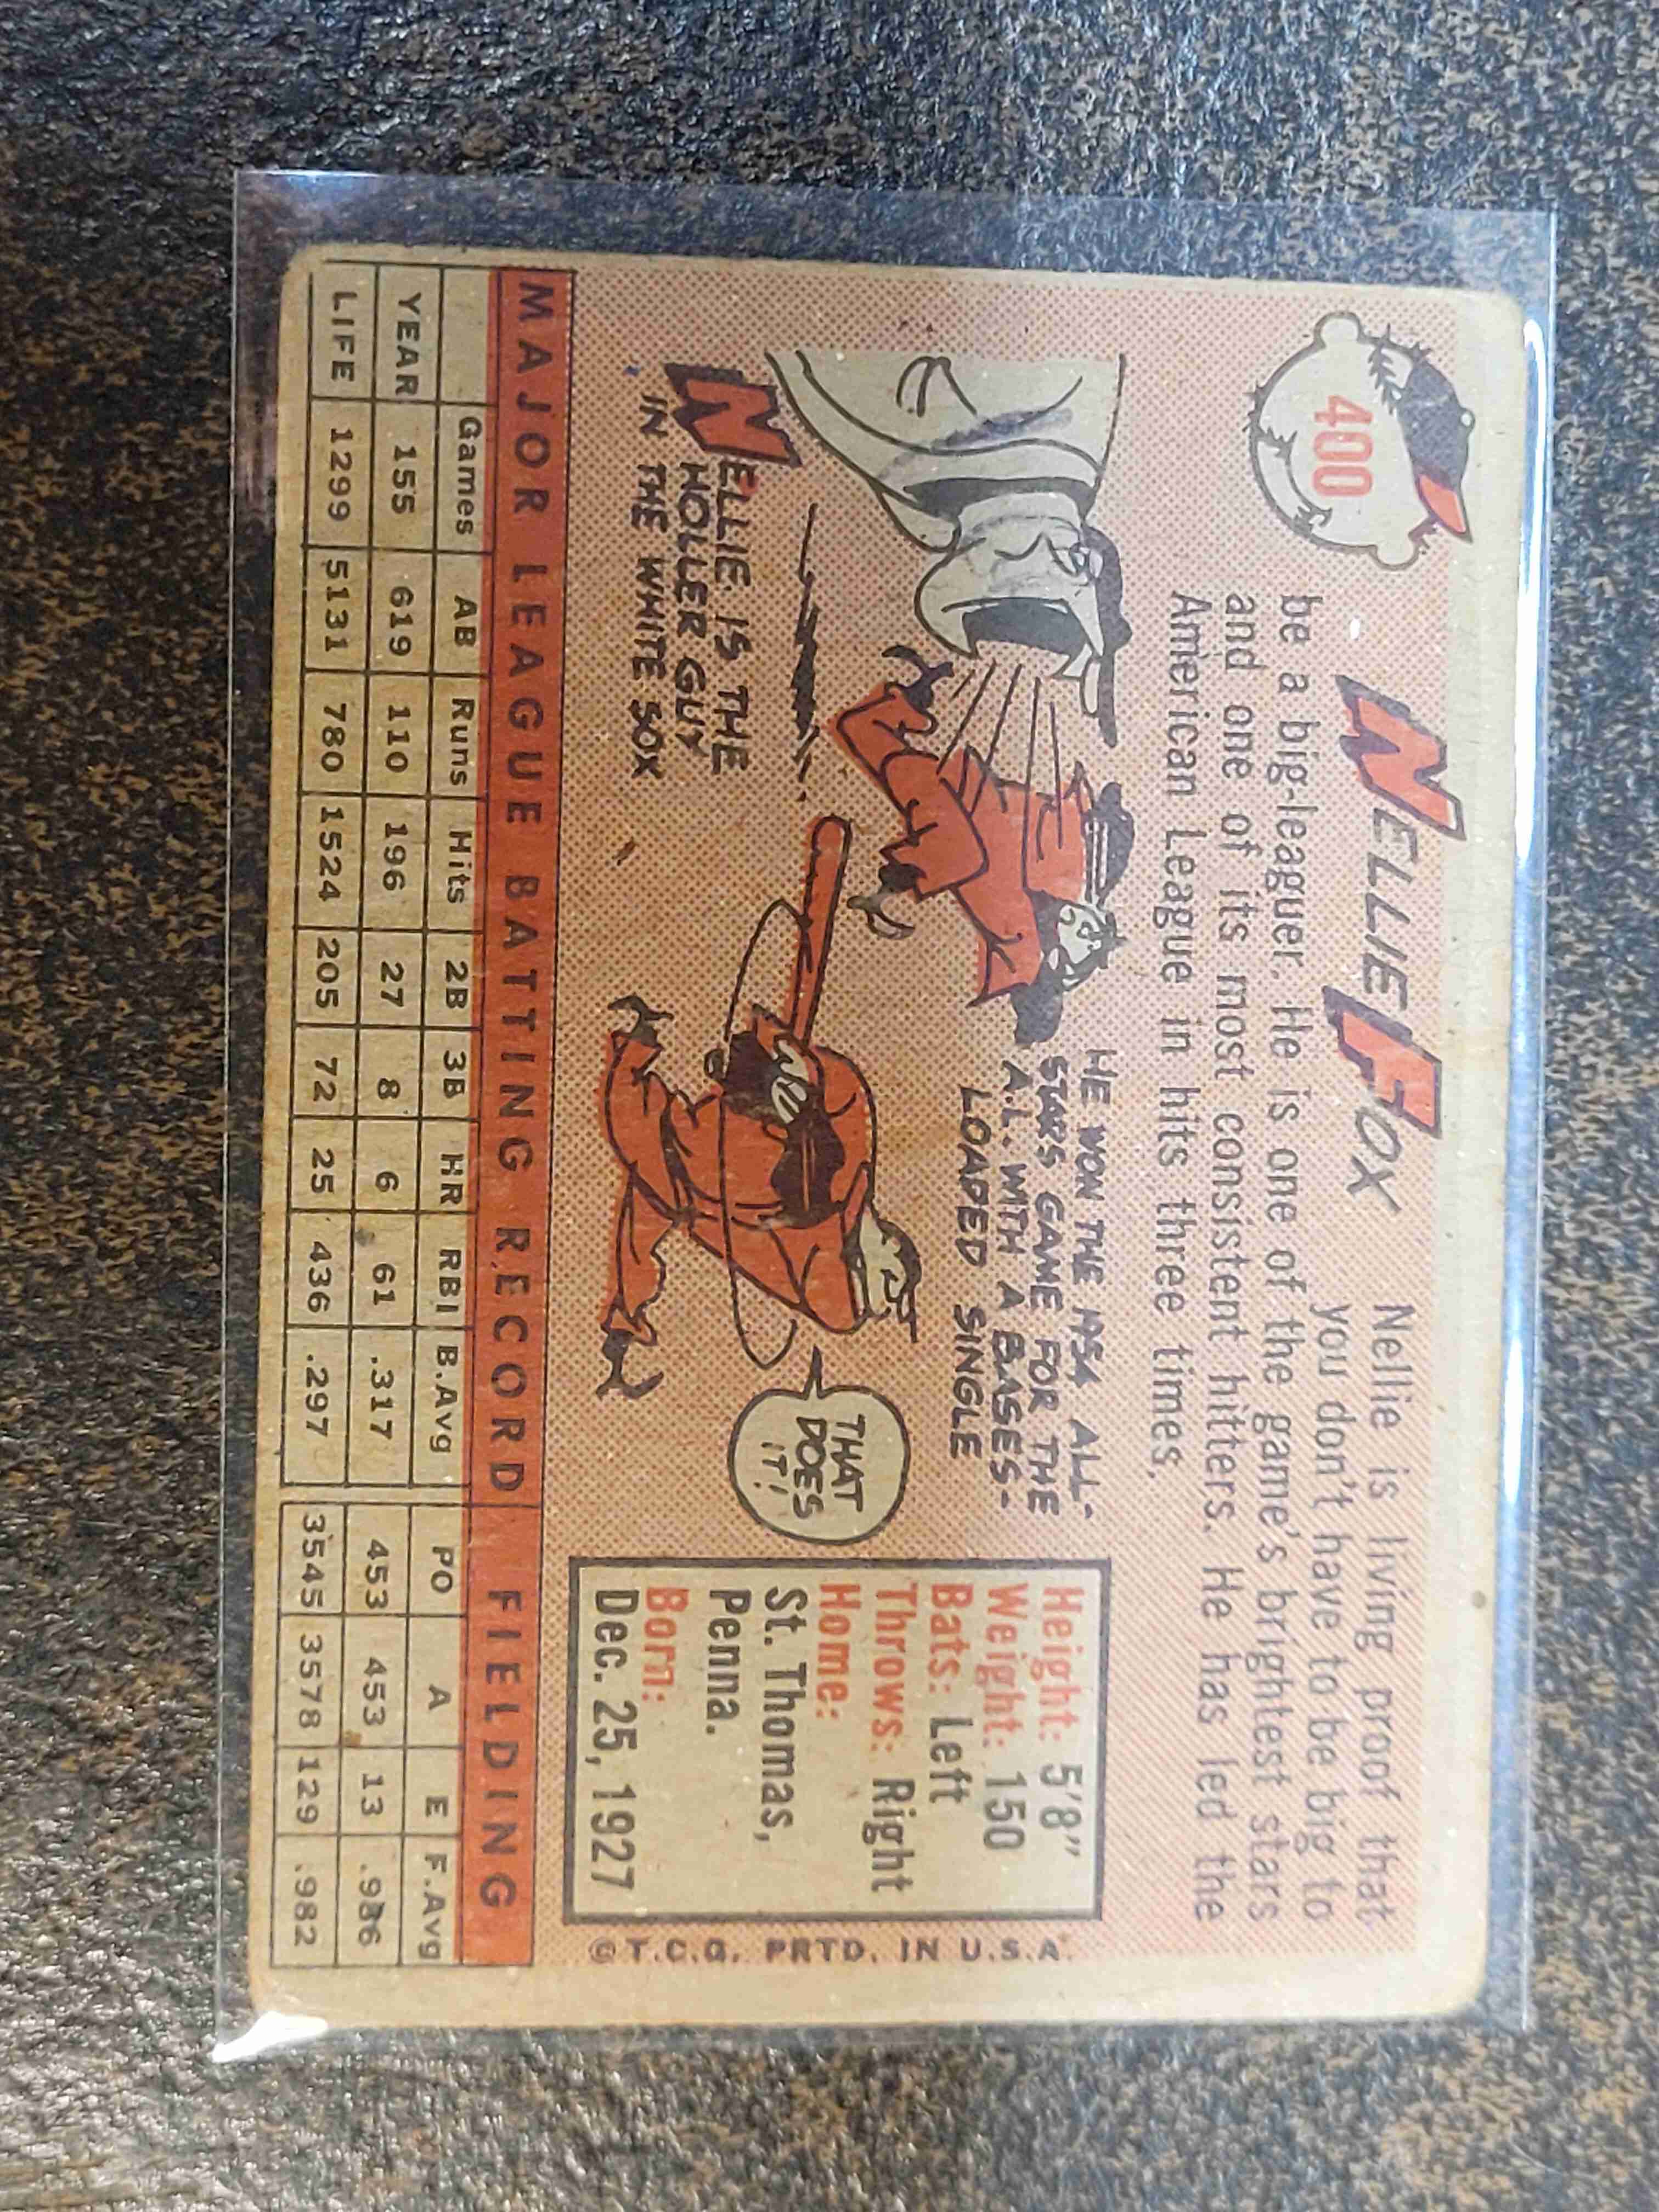 400
NELLIE FOX
Nellie is living proof that
you don't have to be big to
be a big-leaguer. He is one of the game's brightest stars
and one of its most consistent hitters. He has led the
American League in hits three times.
NELLIE IS THE
HOLLER GUY
IN THE WHITE SOX
HE WON THE 1954 ALL-
STARS GAME FOR THE
A.L. WITH A BASES-
LOADED SINGLE
THAT
DOES
IT!
Height: 5'8"
Weight: 150
Bats: Left
Throws: Right
Home:
St. Thomas,
Penna.
Born:
Dec. 25, 1927
© T.C.G. PRTD. IN U.S.A.
MAJOR LEAGUE BATTING RECORD FIELDING
Games AB Runs Hits 2B 3B HR RBI B.Avg PO A E F.Avg
YEAR 155 619 110 196 27 8 6 61 .317 453 453 13 .986
LIFE 1299 5131 780 1524 205 72 25 436 .297 3545 3578 129 .982